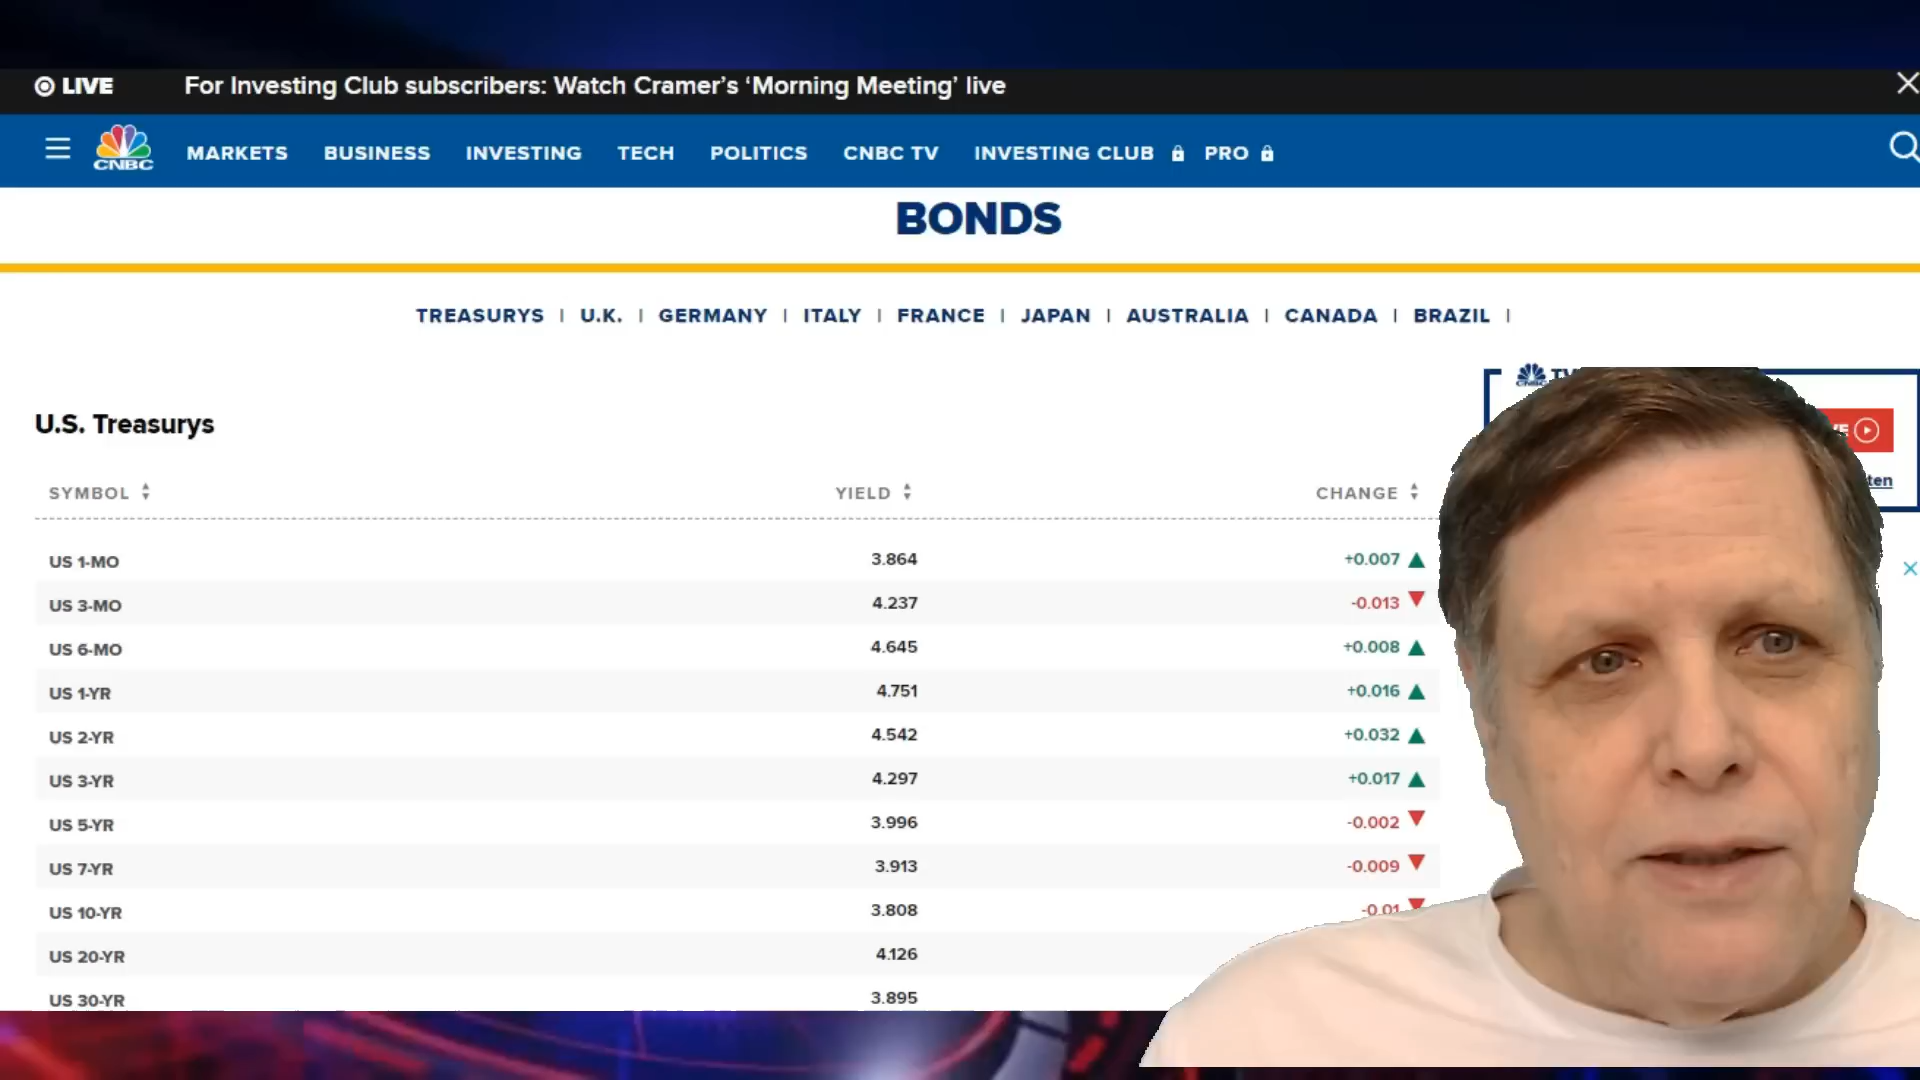 LIVE For Investing Club subscribers: Watch Cramer's ‘Morning Meeting’ live
CNBC MARKETS BUSINESS INVESTING TECH POLITICS CNBC TV INVESTING CLUB PRO
BONDS
TREASURYS | U.K. | GERMANY | ITALY | FRANCE | JAPAN | AUSTRALIA | CANADA | BRAZIL |
U.S. Treasurys
SYMBOL YIELD CHANGE
US 1-MO 3.864 +0.007
US 3-MO 4.237 -0.013
US 6-MO 4.645 +0.008
US 1-YR 4.751 +0.016
US 2-YR 4.542 +0.032
US 3-YR 4.297 +0.017
US 5-YR 3.996 -0.002
US 7-YR 3.913 -0.009
US 10-YR 3.808 -0.01
US 20-YR 4.126
US 30-YR 3.895